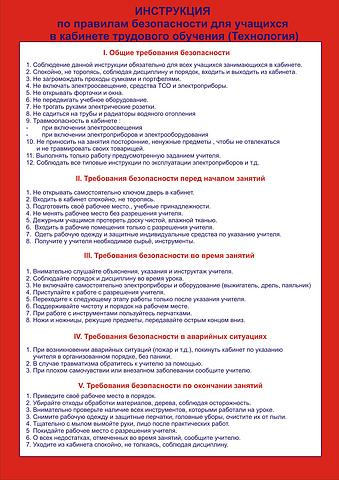 ИНСТРУКЦИЯ
по правилам безопасности для учащихся
в кабинете трудового обучения (Технология)
I. Общие требования безопасности
1. Соблюдение данной инструкции обязательно для всех учащихся занимающихся в кабинете.
2. Спокойно, не торопясь, соблюдая дисциплину и порядок, входить и выходить из кабинета.
3. Не загромождать проходы сумками и портфелями.
4. Не включать электроосвещение, средства ТСО и электроприборы.
5. Не открывать форточки и окна.
6. Не передвигать учебное оборудование.
7. Не трогать руками электрические розетки.
8. Не садиться на трубы и радиаторы водяного отопления
9. Травмоопасность в кабинете :
- при включении электроосвещения
- при включении электроприборов и электрооборудования
10. Не приносить на занятия посторонние, ненужные предметы , чтобы не отвлекаться
и не травмировать своих товарищей.
11. Выполнять только работу предусмотренную заданием учителя.
12. Соблюдать все типовые инструкции по эксплуатации электроприборов и т.д.
II. Требования безопасности перед началом занятий
1. Не открывать самостоятельно ключом дверь в кабинет.
2. Входить в кабинет спокойно, не торопясь.
3. Подготовить своё рабочее место., учебные принадлежности.
4. Не менять рабочее место без разрешения учителя.
5. Дежурным учащимся протереть доску чистой, влажной тканью.
6. Входить в рабочие помещения только с разрешения учителя.
7. Одеть рабочую одежду и защитные индивидуальные средства по указанию учителя.
8. Получите у учителя необходимое сырьё, инструменты.
III. Требования безопасности во время занятий
1. Внимательно слушайте объяснения, указания и инструктаж учителя.
2. Соблюдайте порядок и дисциплину во время урока.
3. Не включайте самостоятельно электроприборы и оборудование (выжигатель, дрель, паяльник)
4. Приступайте к работе с разрешения учителя.
5. Переходите к следующему этапу работы только после указания учителя.
6. Поддерживайте чистоту и порядок на рабочем месте.
7. При работе с инструментами пользуйтесь перчатками.
8. Ножи и ножницы, режущие предметы, передавайте острым концом вниз.
IV. Требования безопасности в аварийных ситуациях
1. При возникновении аварийных ситуаций (пожар и т.д.), покинуть кабинет по указанию
учителя в организованном порядке, без паники.
2. В случае травматизма обратитесь к учителю за помощью.
3. При плохом самочувствии или внезапном заболевании сообщите учителю.
V. Требования безопасности по окончании занятий
1. Приведите своё рабочее место в порядок.
2. Убирайте отходы обработки материалов, дерева, соблюдая осторожность.
3. Внимательно проверьте наличие всех инструментов, которыми работали на уроке.
3. Снимите рабочую одежду и защитные перчатки, головные уборы, очистите их от пыли.
4. Тщательно с мылом вымойте руки, лицо после практических работ.
5 Покидайте рабочее место с разрешения учителя.
6. О всех недостатках, отмеченных во время занятий, сообщите учителю.
7. Уходите из кабинета спокойно, не толкаясь, соблюдая дисциплину.